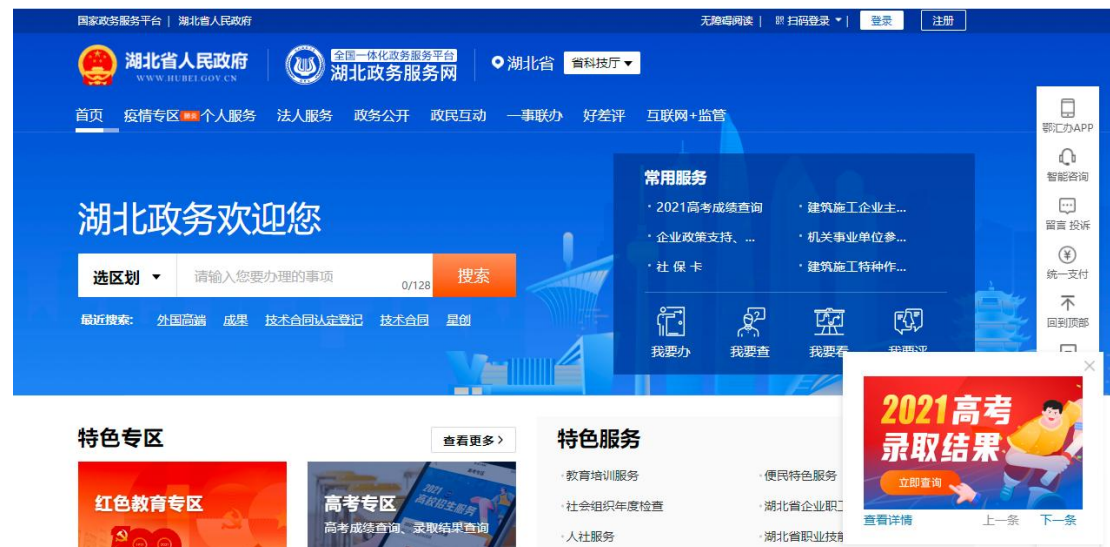 国家政务服务平台 | 湖北省人民政府
无障碍阅读 | 扫码登录 ▼ | 登录 注册
湖北省人民政府
WWW.HUBEI.GOV.CN
全国一体化政务服务平台
湖北政务服务网
湖北省 省科技厅▼
首页 疫情专区 个人服务 法人服务 政务公开 政民互动 一事联办 好差评 互联网+监管
鄂汇办APP
智能咨询
留言 投诉
统一支付
回到顶部
湖北政务欢迎您
选区划 ▼ 请输入您要办理的事项 0/128 搜索
最近搜索: 外国高端 成果 技术合同认定登记 技术合同 星创
常用服务
· 2021高考成绩查询 · 建筑施工企业主...
· 企业政策支持、... · 机关事业单位参...
· 社 保 卡 · 建筑施工特种作...
我要办 我要查 我要看 我要评
特色专区 查看更多>
红色教育专区
高考专区
高考成绩查询、录取结果查询
2021
高校招生服务
特色服务
·教育培训服务 ·便民特色服务
·社会组织年度检查 ·湖北省企业职
·人社服务 ·湖北省职业技能
2021高考
录取结果
立即查询
查看详情 上一条 下一条